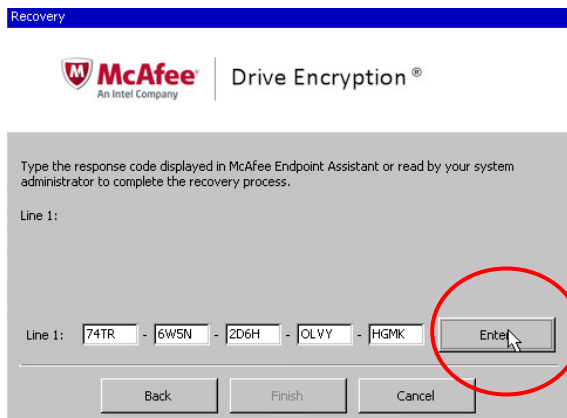 Recovery
McAfee®
An Intel Company
Drive Encryption ®
Type the response code displayed in McAfee Endpoint Assistant or read by your system
administrator to complete the recovery process.
Line 1:
Line 1: 74TR - 6W5N - 2D6H - OLVY - HGMK Enter
Back Finish Cancel